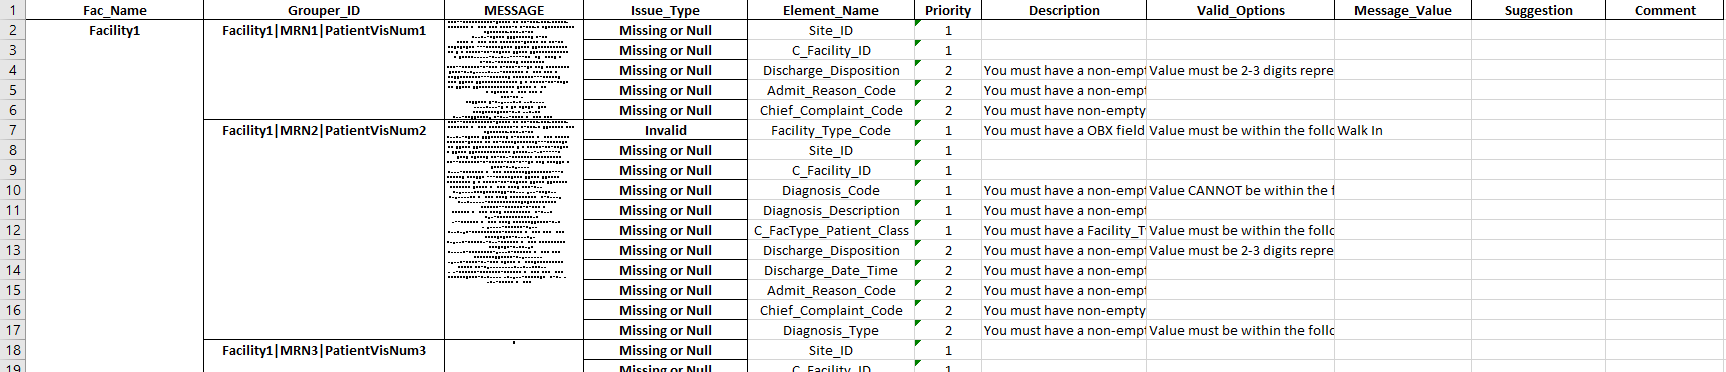 1 Fac_Name Grouper_ID MESSAGE Issue_Type Element_Name Priority Description Valid_Options Message_Value Suggestion Comment
2 Facility1 Facility1|MRN1|PatientVisNum1 Missing or Null Site_ID 1
3 Missing or Null C_Facility_ID 1
4 Missing or Null Discharge_Disposition 2 You must have a non-empt Value must be 2-3 digits repre
5 Missing or Null Admit_Reason_Code 2 You must have a non-empt
6 Missing or Null Chief_Complaint_Code 2 You must have non-empty
7 Facility1|MRN2|PatientVisNum2 Invalid Facility_Type_Code 1 You must have a OBX field Value must be within the follo Walk In
8 Missing or Null Site_ID 1
9 Missing or Null C_Facility_ID 1
10 Missing or Null Diagnosis_Code 1 You must have a non-empt Value CANNOT be within the f
11 Missing or Null Diagnosis_Description 1 You must have a non-empt
12 Missing or Null C_FacType_Patient_Class 1 You must have a Facility_T Value must be within the follo
13 Missing or Null Discharge_Disposition 2 You must have a non-empt Value must be 2-3 digits repre
14 Missing or Null Discharge_Date_Time 2 You must have a non-empt
15 Missing or Null Admit_Reason_Code 2 You must have a non-empt
16 Missing or Null Chief_Complaint_Code 2 You must have non-empty
17 Missing or Null Diagnosis_Type 2 You must have a non-empt Value must be within the follo
18 Facility1|MRN3|PatientVisNum3 Missing or Null Site_ID 1
19 Missing or Null C_Facility_ID 1